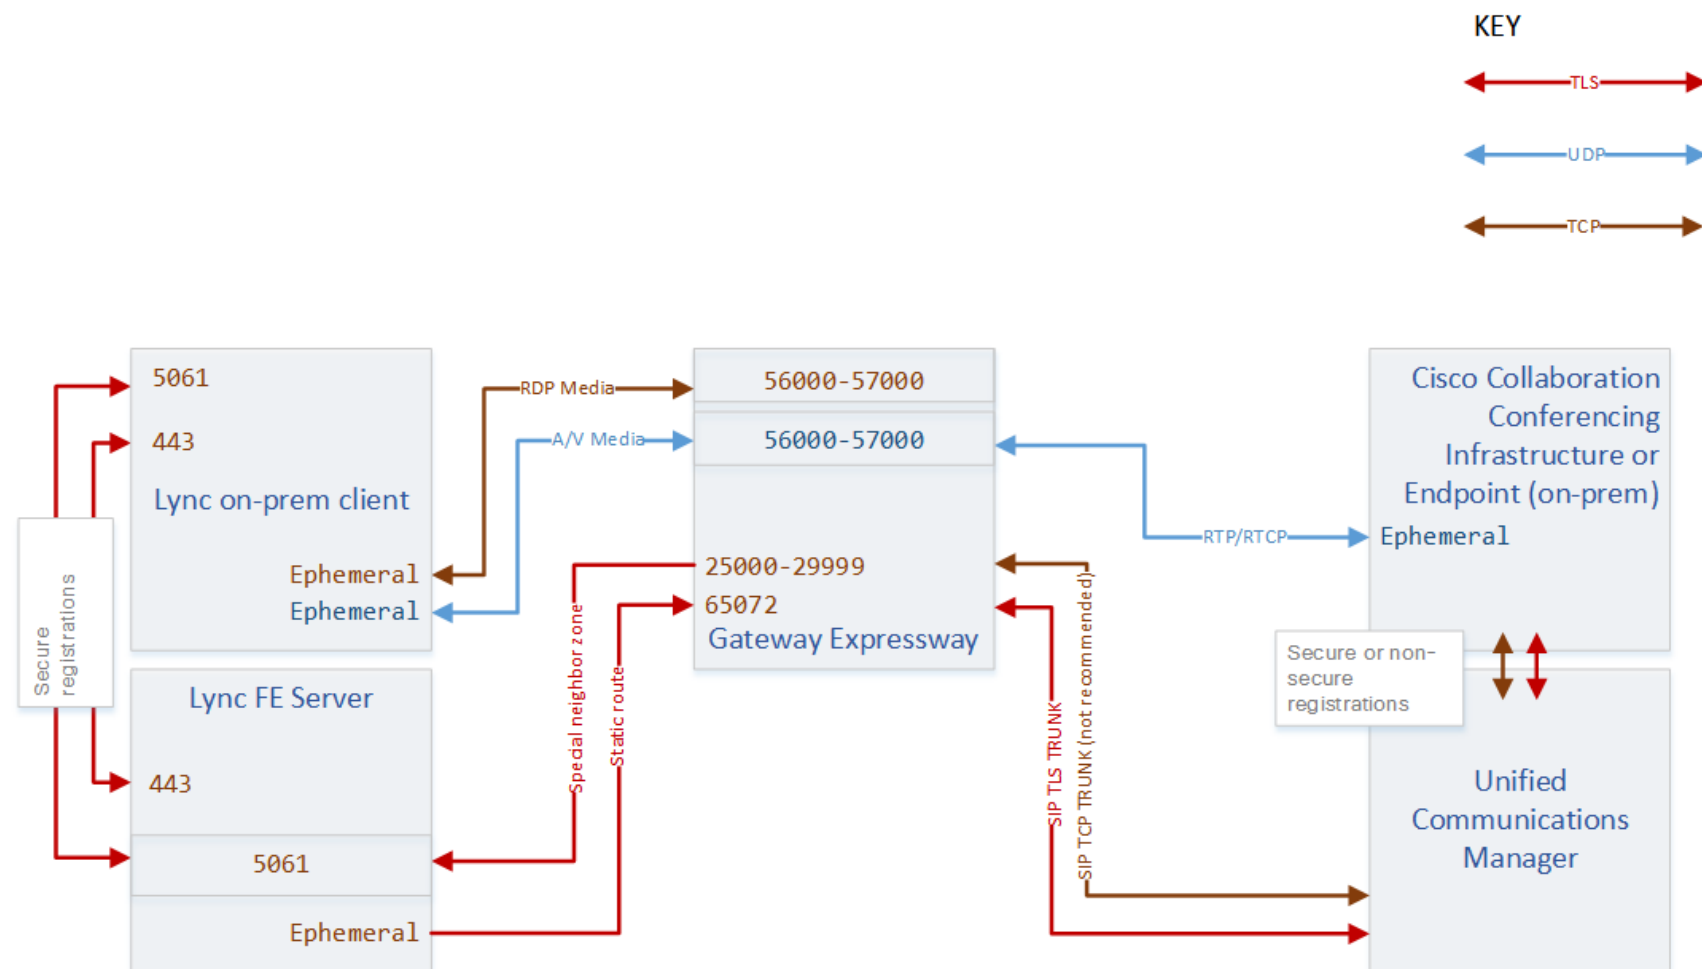 KEY
TLS
UDP
TCP
5061
443
Lync on-prem client
Ephemeral
Ephemeral
Secure
registrations
Lync FE Server
443
5061
Ephemeral
RDP Media
A/V Media
Special neighbor zone
Static route
56000-57000
56000-57000
25000-29999
65072
Gateway Expressway
RTP/RTCP
SIP TLS TRUNK
SIP TCP TRUNK (not recommended)
Cisco Collaboration
Conferencing
Infrastructure or
Endpoint (on-prem)
Ephemeral
Secure or non-
secure
registrations
Unified
Communications
Manager